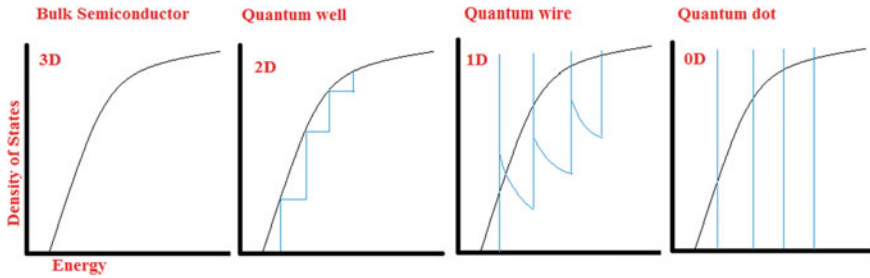 Bulk Semiconductor
Quantum well
Quantum wire
Quantum dot
3D
2D
1D
0D
Density of States
Energy